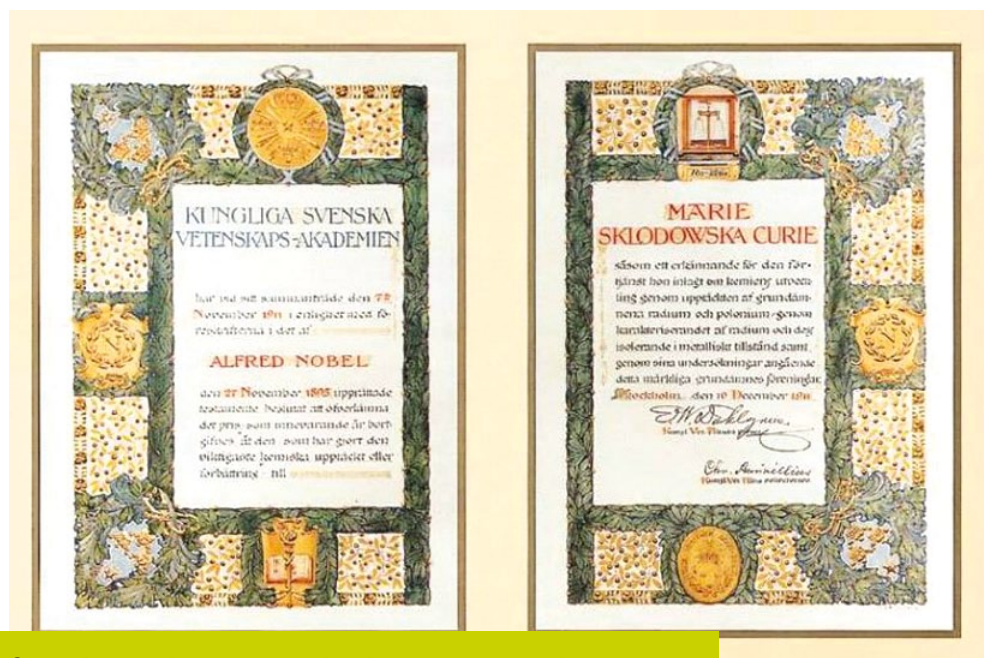 KUNGLIGA SVENSKA
VETENSKAPS-AKADEMIEN
har vid sitt sammanträde den
November 1911 i enlighet med fö-
reskrifterna i det af
ALFRED NOBEL
den 27 November 1895 upprättade
testamente beslutat att öfverlämna
det pris som innevarande år bort-
gifves åt den som har gjort den
viktigaste kemiska upptäckt eller
förbättring till
MARIE
SKLODOWSKA CURIE
såsom ett erkännande för den för-
tjänst hon inlagt om kemiens utveck-
ling genom upptäckten af grundäm-
nena radium och polonium genom
karakteriserandet af radium och dess
isolerande i metalliskt tillstånd samt
genom sina undersökningar angående
detta märkliga grundämnes föreningar
Stockholm den 10 December 1911